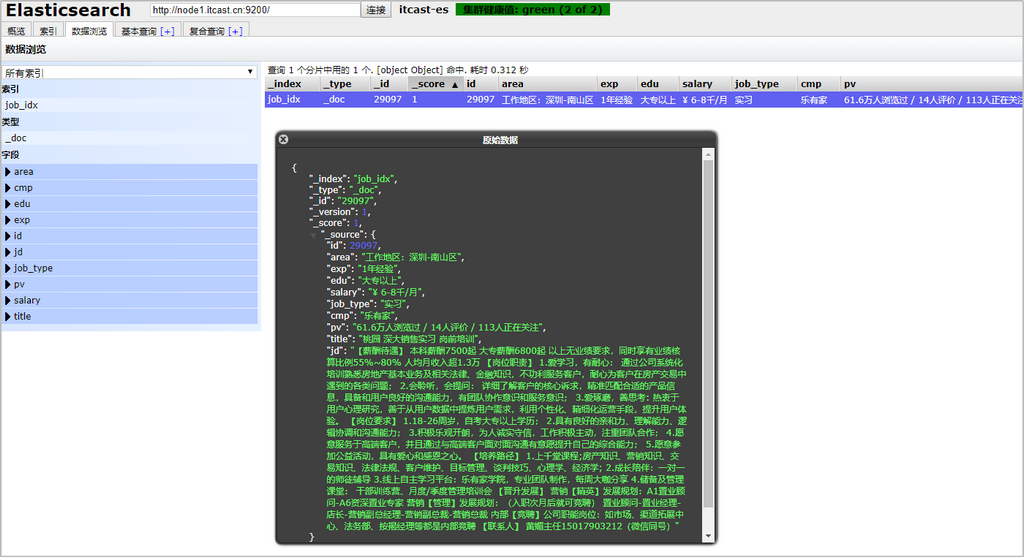 Elasticsearch http://node1.itcast.cn:9200/ 连接 itcast-es 集群健康值: green (2 of 2)
概览 索引 数据浏览 基本查询 [+] 复合查询 [+]
数据浏览
所有索引
索引
job_idx
类型
_doc
字段
area
cmp
edu
exp
id
jd
job_type
pv
salary
title
查询 1 个分片中用的 1 个. [object Object] 命中. 耗时 0.312 秒
_index _type _id _score ▲ id area exp edu salary job_type cmp pv
job_idx _doc 29097 1 29097 工作地区：深圳-南山区 1年经验 大专以上 ¥ 6-8千/月 实习 乐有家 61.6万人浏览过 / 14人评价 / 113人正在关注
原始数据
{
"_index": "job_idx",
"_type": "_doc",
"_id": "29097",
"_version": 1,
"_score": 1,
"_source": {
"id": 29097,
"area": "工作地区：深圳-南山区",
"exp": "1年经验",
"edu": "大专以上",
"salary": "¥ 6-8千/月",
"job_type": "实习",
"cmp": "乐有家",
"pv": "61.6万人浏览过 / 14人评价 / 113人正在关注",
"title": "桃园 深大销售实习 岗前培训",
"jd": "【薪酬待遇】 本科薪酬7500起 大专薪酬6800起 以上无业绩要求，同时享有业绩核
算比例55%~80% 人均月收入超1.3万 【岗位职责】 1.爱学习，有耐心： 通过公司系统化
培训熟悉房地产基本业务及相关法律、金融知识，不功利服务客户，耐心为客户在房产交易中
遇到的各类问题； 2.会聆听，会提问： 详细了解客户的核心诉求，精准匹配合适的产品信
息，具备和用户良好的沟通能力，有团队协作意识和服务意识； 3.爱琢磨，善思考: 热衷于
用户心理研究，善于从用户数据中提炼用户需求，利用个性化、精细化运营手段，提升用户体
验。 【岗位要求】 1.18-26周岁，自考大专以上学历； 2.具有良好的亲和力、理解能力、逻
辑协调和沟通能力； 3.积极乐观开朗，为人诚实守信，工作积极主动，注重团队合作； 4.愿
意服务于高端客户，并且通过与高端客户面对面沟通有意愿提升自己的综合能力； 5.愿意参
加公益活动，具有爱心和感恩之心。 【培养路径】 1.上千堂课程;房产知识、营销知识、交
易知识、法律法规、客户维护、目标管理、谈判技巧、心理学、经济学; 2.成长陪伴：一对一
的师徒辅导 3.线上自主学习平台：乐有家学院，专业团队制作，每周大咖分享 4.储备及管理
课堂： 干部训练营、月度/季度管理培训会 【晋升发展】 营销【精英】发展规划：A1置业顾
问-A6资深置业专家 营销【管理】发展规划：（入职次月后就可竞聘） 置业顾问-置业经理-
店长-营销副总经理-营销副总裁-营销总裁 内部【竞聘】公司职能岗位：如市场、渠道拓展中
心、法务部、按揭经理等都是内部竞聘 【联系人】 黄媚主任15017903212（微信同号）"
}